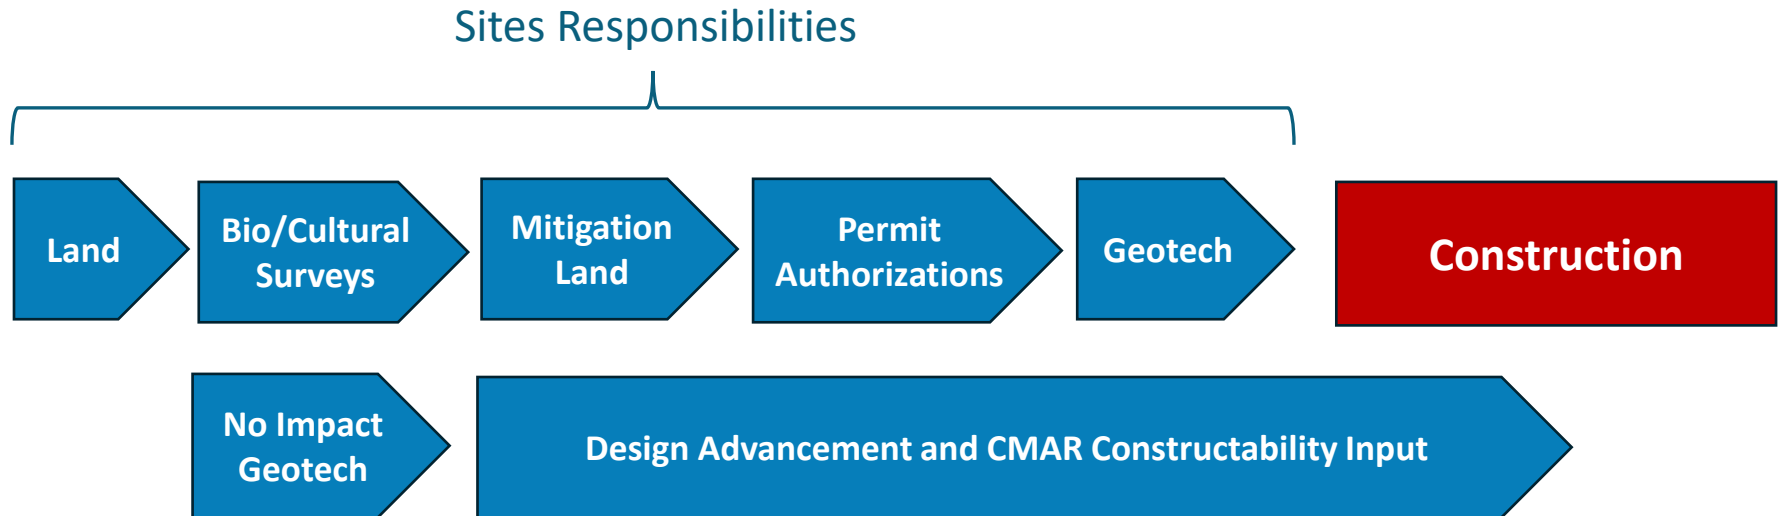 Sites Responsibilities
Land
Bio/Cultural
Surveys
Mitigation
Land
Permit
Authorizations
Geotech
Construction
No Impact
Geotech
Design Advancement and CMAR Constructability Input